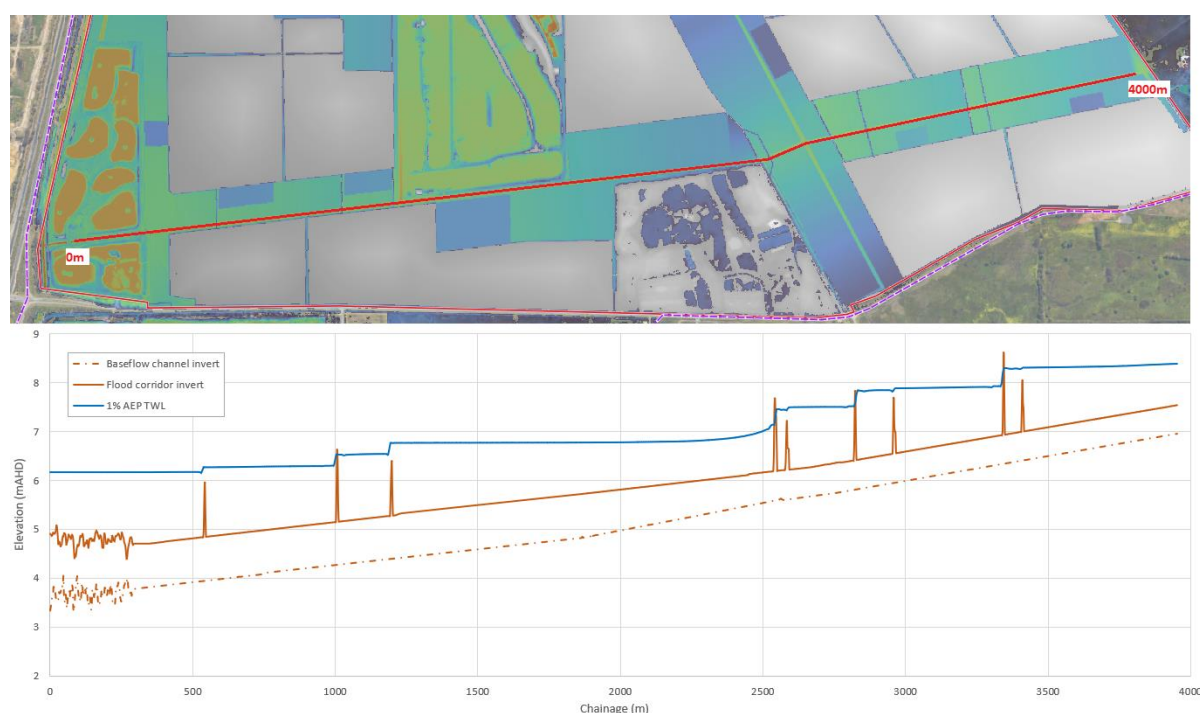 0m
4000m
9
8
7
6
5
4
3
2
Elevation (mAHD)
Baseflow channel invert
Flood corridor invert
1% AEP TWL
0
500
1000
1500
2000
2500
3000
3500
4000
Chainage (m)